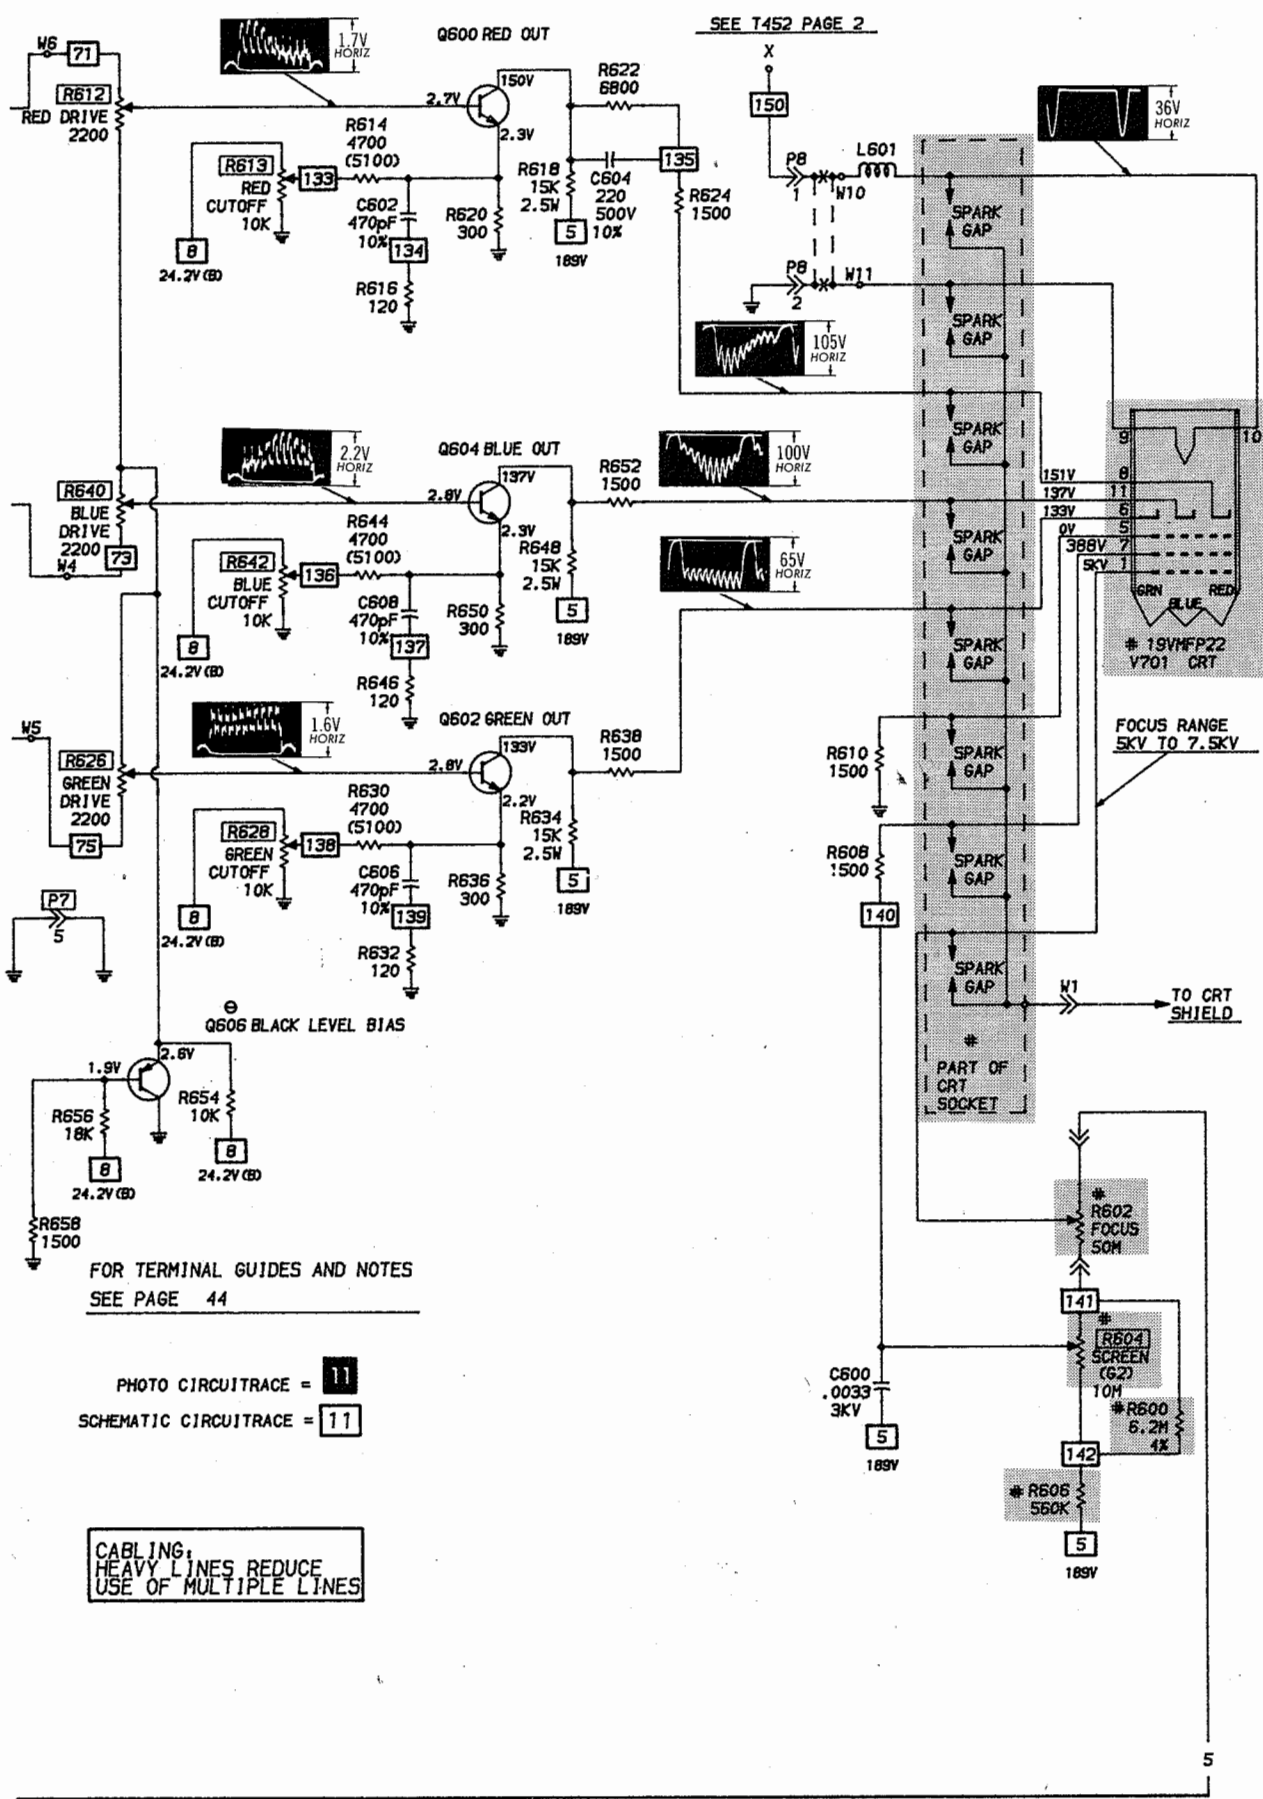 SEE T452 PAGE 2
X
150
W6
71
R612
RED DRIVE
2200
1.7V
HORIZ
Q600 RED OUT
150V
2.7V
2.3V
R622
6800
R614
4700
(5100)
R613
RED
CUTOFF
10K
133
C602
470pF
10%
134
R616
120
R620
300
R618
15K
2.5W
5
189V
C604
220
500V
10%
135
R624
1500
8
24.2V(B)
P8
1
W10
L601
P8
2
W11
36V
HORIZ
SPARK
GAP
SPARK
GAP
105V
HORIZ
SPARK
GAP
2.2V
HORIZ
Q604 BLUE OUT
137V
2.8V
2.3V
R652
1500
100V
HORIZ
SPARK
GAP
R640
BLUE
DRIVE
2200
73
W4
R644
4700
(5100)
R642
BLUE
CUTOFF
10K
136
C608
470pF
10%
137
R646
120
R650
300
R648
15K
2.5W
5
189V
8
24.2V(B)
65V
HORIZ
SPARK
GAP
9
10
151V
8
137V
11
133V
6
0V
5
388V
7
5KV
1
GRN
BLUE
RED
# 19VMFP22
V701 CRT
W5
R626
GREEN
DRIVE
2200
75
1.6V
HORIZ
Q602 GREEN OUT
133V
2.8V
2.2V
R638
1500
R630
4700
(5100)
R628
GREEN
CUTOFF
10K
138
C606
470pF
10%
139
R632
120
R636
300
R634
15K
2.5W
5
189V
8
24.2V(B)
R610
1500
SPARK
GAP
FOCUS RANGE
5KV TO 7.5KV
R608
1500
140
SPARK
GAP
P7
5
SPARK
GAP
W1
TO CRT
SHIELD
#
PART OF
CRT
SOCKET
Q606 BLACK LEVEL BIAS
2.6V
1.9V
R656
18K
8
24.2V(B)
R654
10K
8
24.2V(B)
R658
1500
FOR TERMINAL GUIDES AND NOTES
SEE PAGE 44
#
R602
FOCUS
50M
141
#
R604
SCREEN
(G2)
10M
# R600
6.2M
4%
142
# R606
560K
5
189V
C600
.0033
3KV
5
189V
PHOTO CIRCUITRACE = 11
SCHEMATIC CIRCUITRACE = 11
CABLING:
HEAVY LINES REDUCE
USE OF MULTIPLE LINES
5